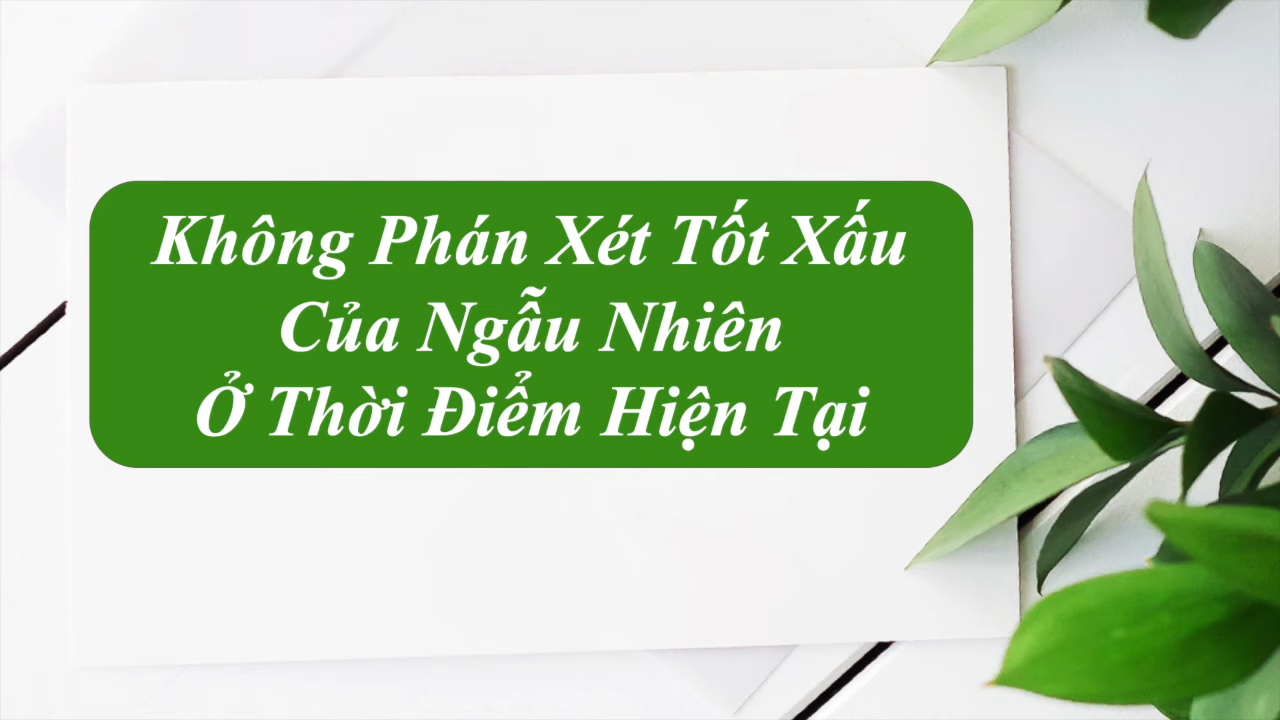 Không Phán Xét Tốt Xấu
Của Ngẫu Nhiên
Ở Thời Điểm Hiện Tại